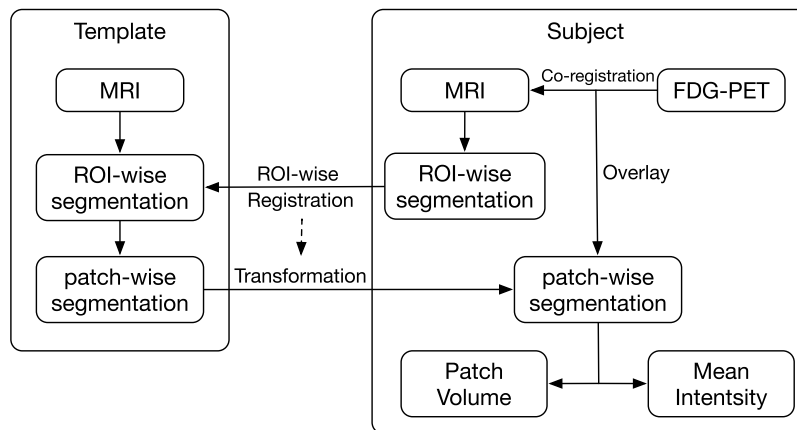 Template
Subject
MRI
MRI
Co-registration
FDG-PET
ROI-wise
segmentation
ROI-wise
Registration
ROI-wise
segmentation
Overlay
patch-wise
segmentation
Transformation
patch-wise
segmentation
Patch
Volume
Mean
Intentsity